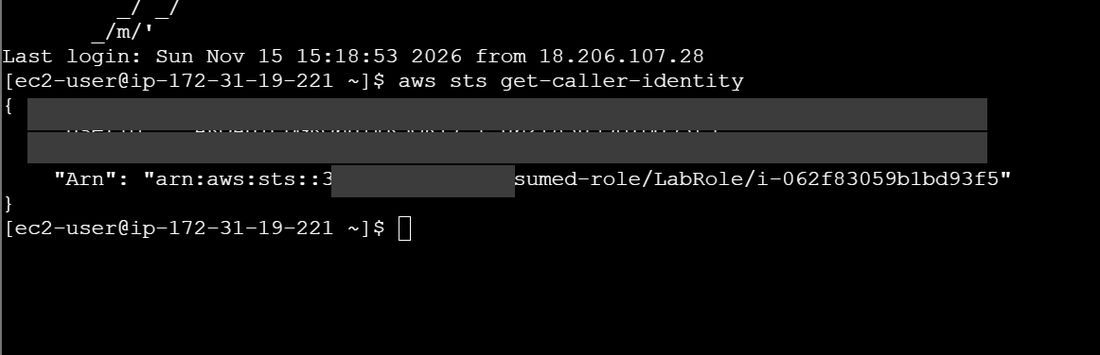 _/ _/
_/m/'
Last login: Sun Nov 15 15:18:53 2026 from 18.206.107.28
[ec2-user@ip-172-31-19-221 ~]$ aws sts get-caller-identity
{
"Arn": "arn:aws:sts::3 sumed-role/LabRole/i-062f83059b1bd93f5"
}
[ec2-user@ip-172-31-19-221 ~]$